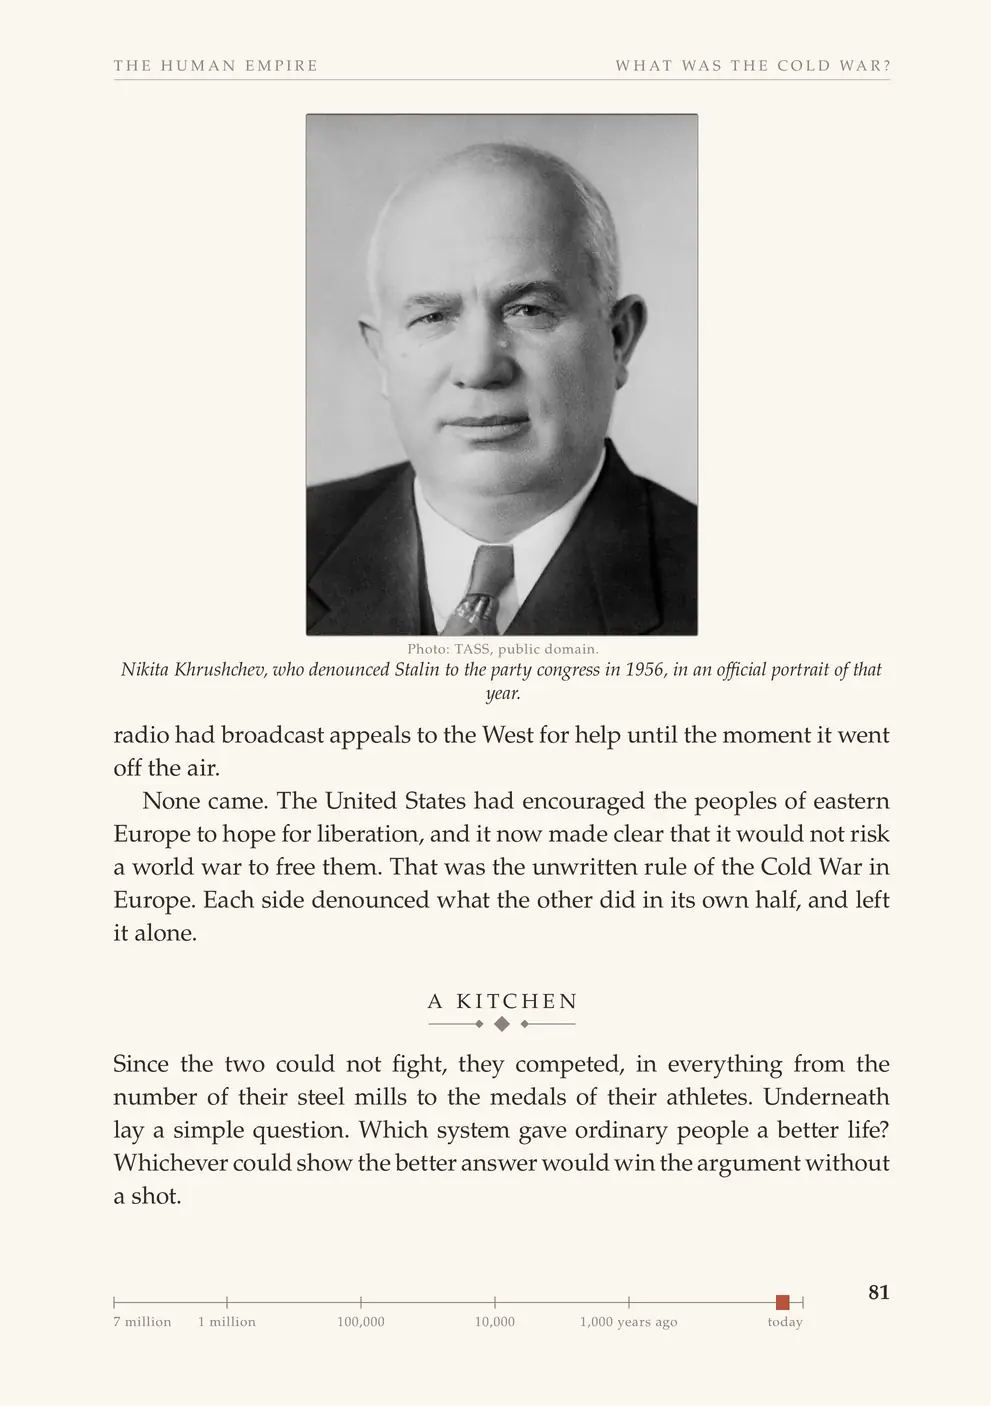 THE HUMAN EMPIRE
WHAT WAS THE COLD WAR?
Photo: TASS, public domain.
Nikita Khrushchev, who denounced Stalin to the party congress in 1956, in an official portrait of that
year.
radio had broadcast appeals to the West for help until the moment it went
off the air.
None came. The United States had encouraged the peoples of eastern
Europe to hope for liberation, and it now made clear that it would not risk
a world war to free them. That was the unwritten rule of the Cold War in
Europe. Each side denounced what the other did in its own half, and left
it alone.
A KITCHEN
Since the two could not fight, they competed, in everything from the
number of their steel mills to the medals of their athletes. Underneath
lay a simple question. Which system gave ordinary people a better life?
Whichever could show the better answer would win the argument without
a shot.
81
7 million 1 million 100,000 10,000 1,000 years ago today